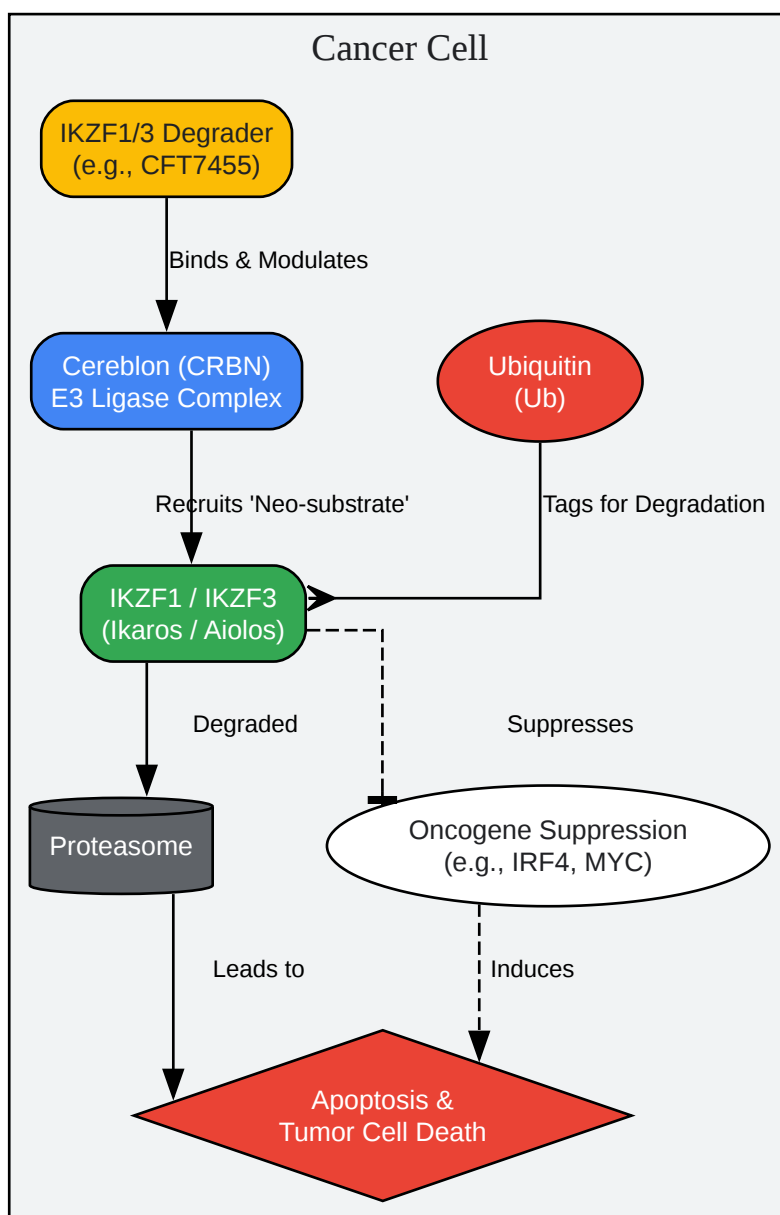 Cancer Cell
IKZF1/3 Degrader
(e.g., CFT7455)
Binds & Modulates
Cereblon (CRBN)
E3 Ligase Complex
Ubiquitin
(Ub)
Recruits 'Neo-substrate'
Tags for Degradation
IKZF1 / IKZF3
(Ikaros / Aiolos)
Degraded
Suppresses
Proteasome
Oncogene Suppression
(e.g., IRF4, MYC)
Leads to
Induces
Apoptosis &
Tumor Cell Death